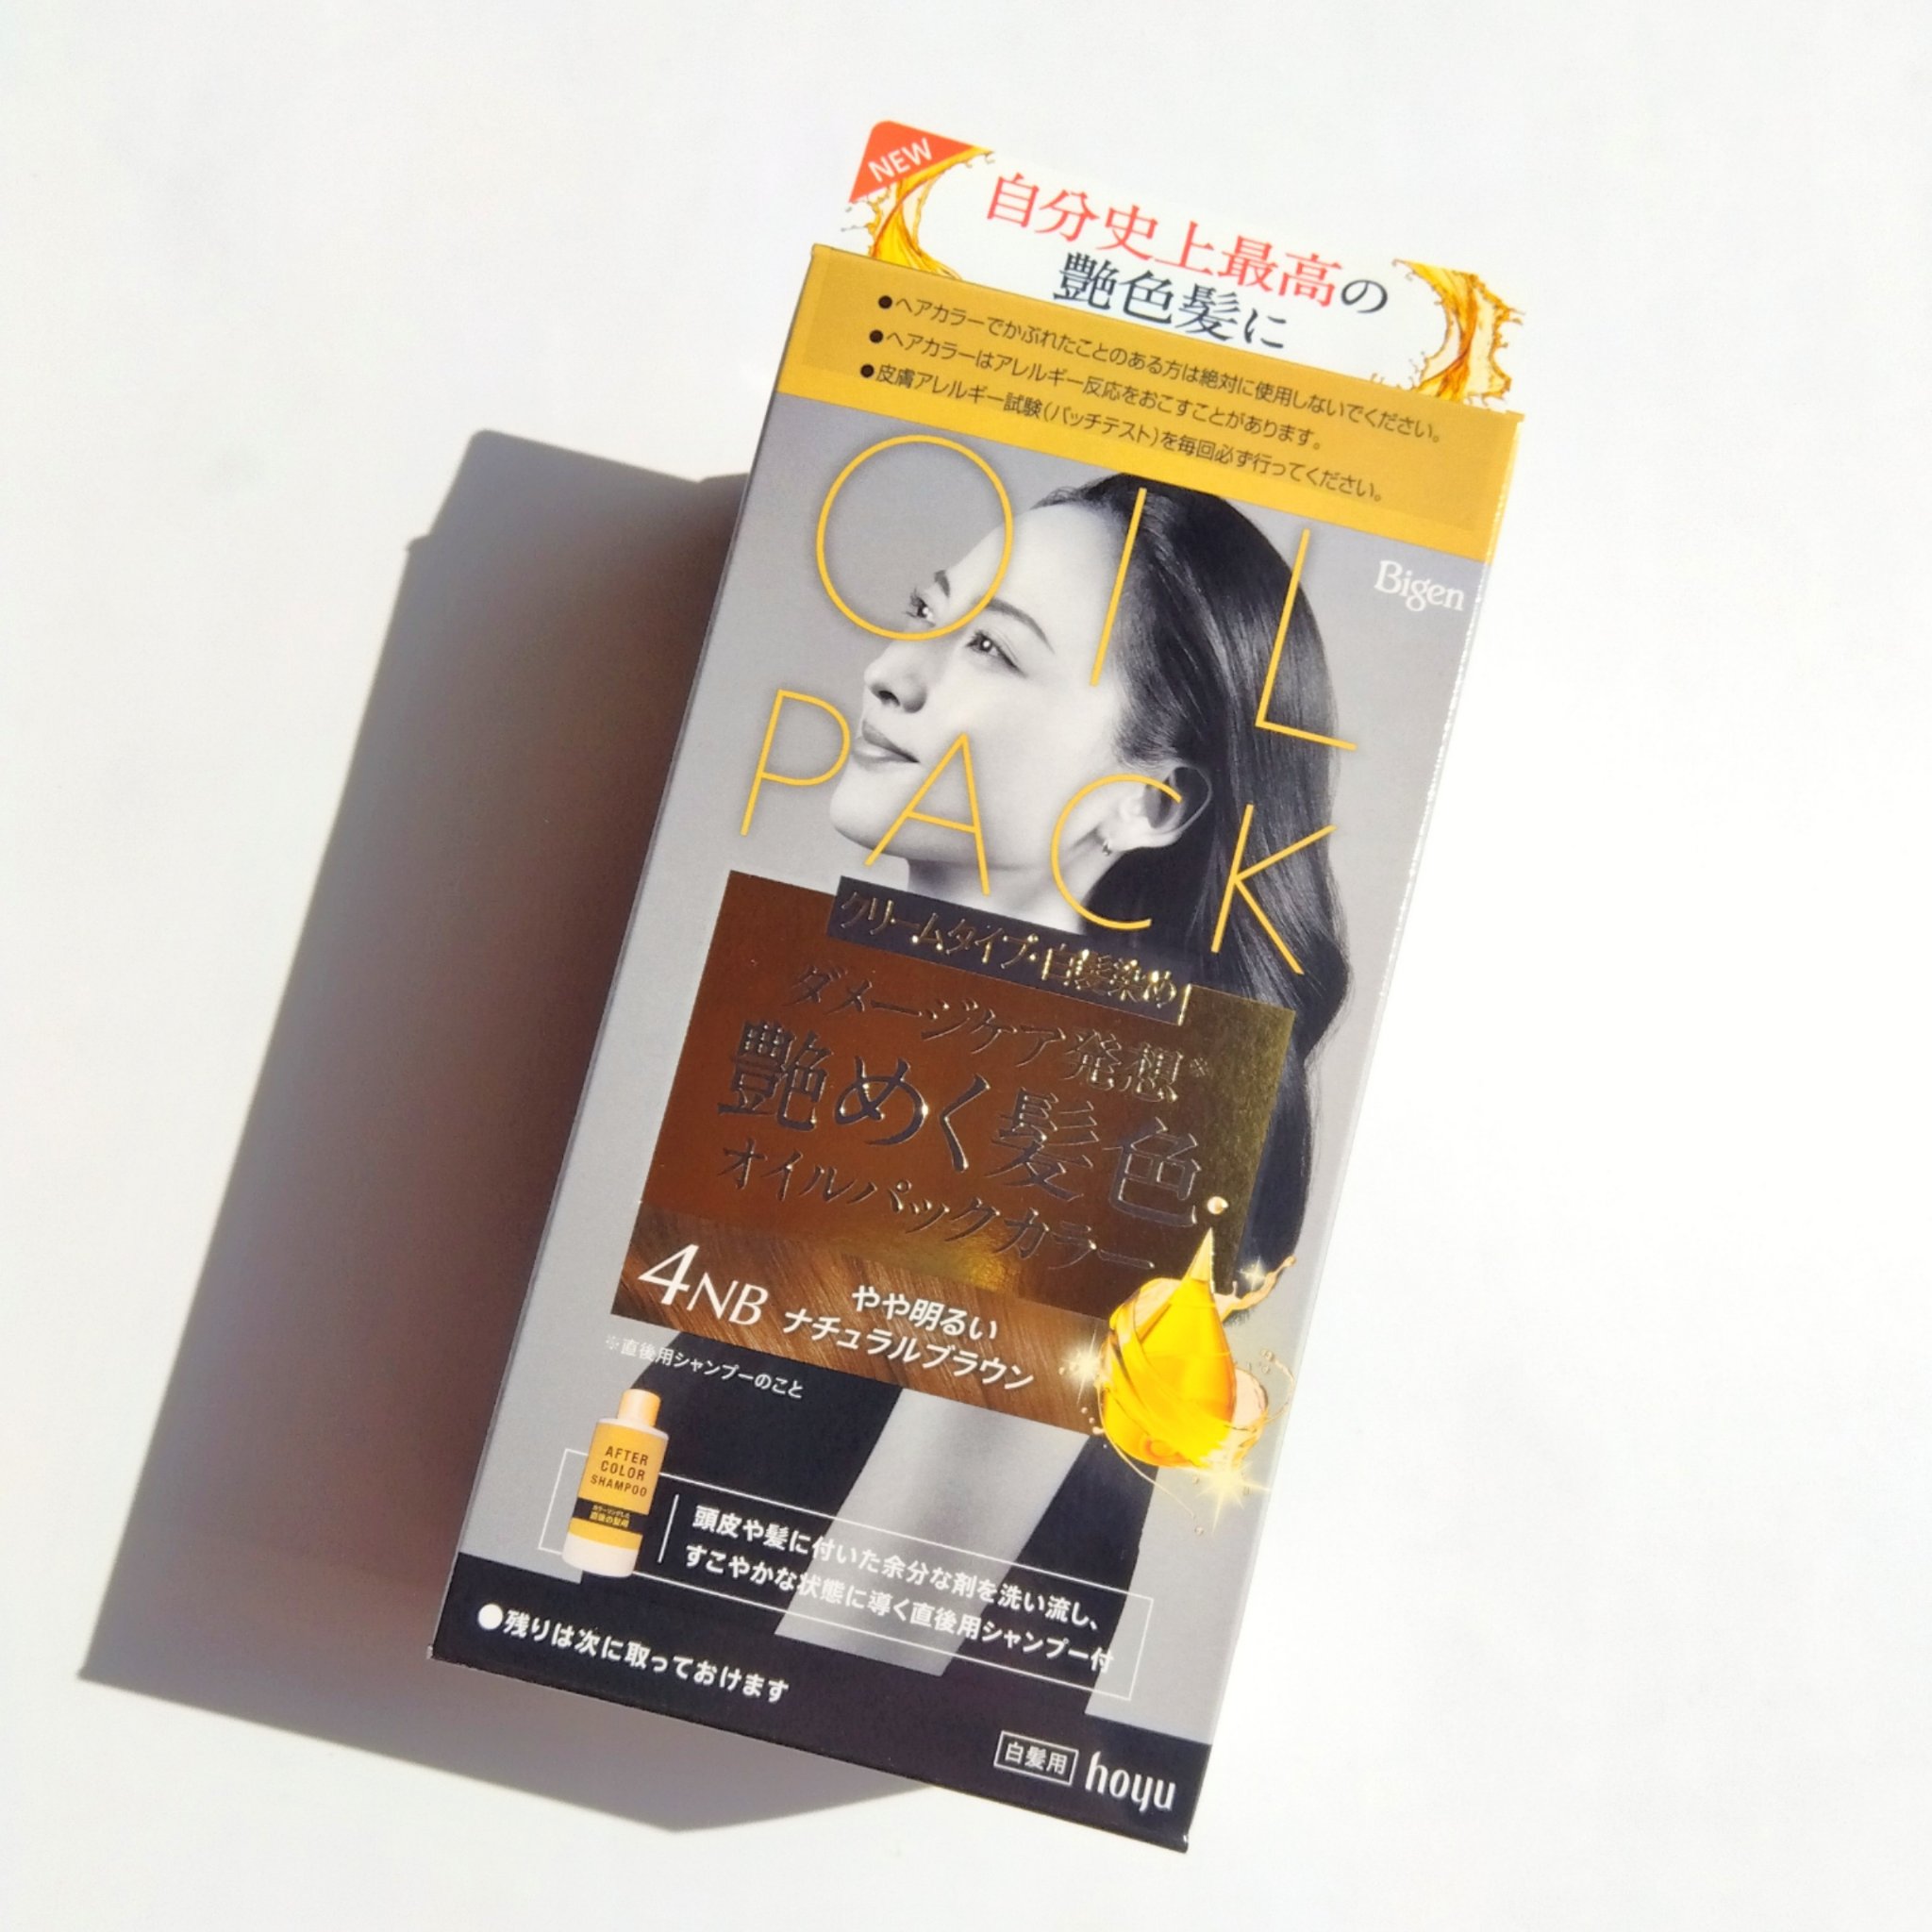 NEW
自分史上最高の
艶色髪に
●ヘアカラーでかぶれたことのある方は絶対に使用しないでください。
●ヘアカラーはアレルギー反応をおこすことがあります。
●皮膚アレルギー試験(パッチテスト)を毎回必ず行ってください。
Bigen
OIL
PACK
クリームタイプ・白髪染め
ダメージケア発想※
艶めく髪色
オイルパックカラー
4NB
やや明るい
ナチュラルブラウン
※直後用シャンプーのこと
AFTER
COLOR
SHAMPOO
頭皮や髪に付いた余分な剤を洗い流し、
すこやかな状態に導く直後用シャンプー付
●残りは次に取っておけます
白髪用
hoyu